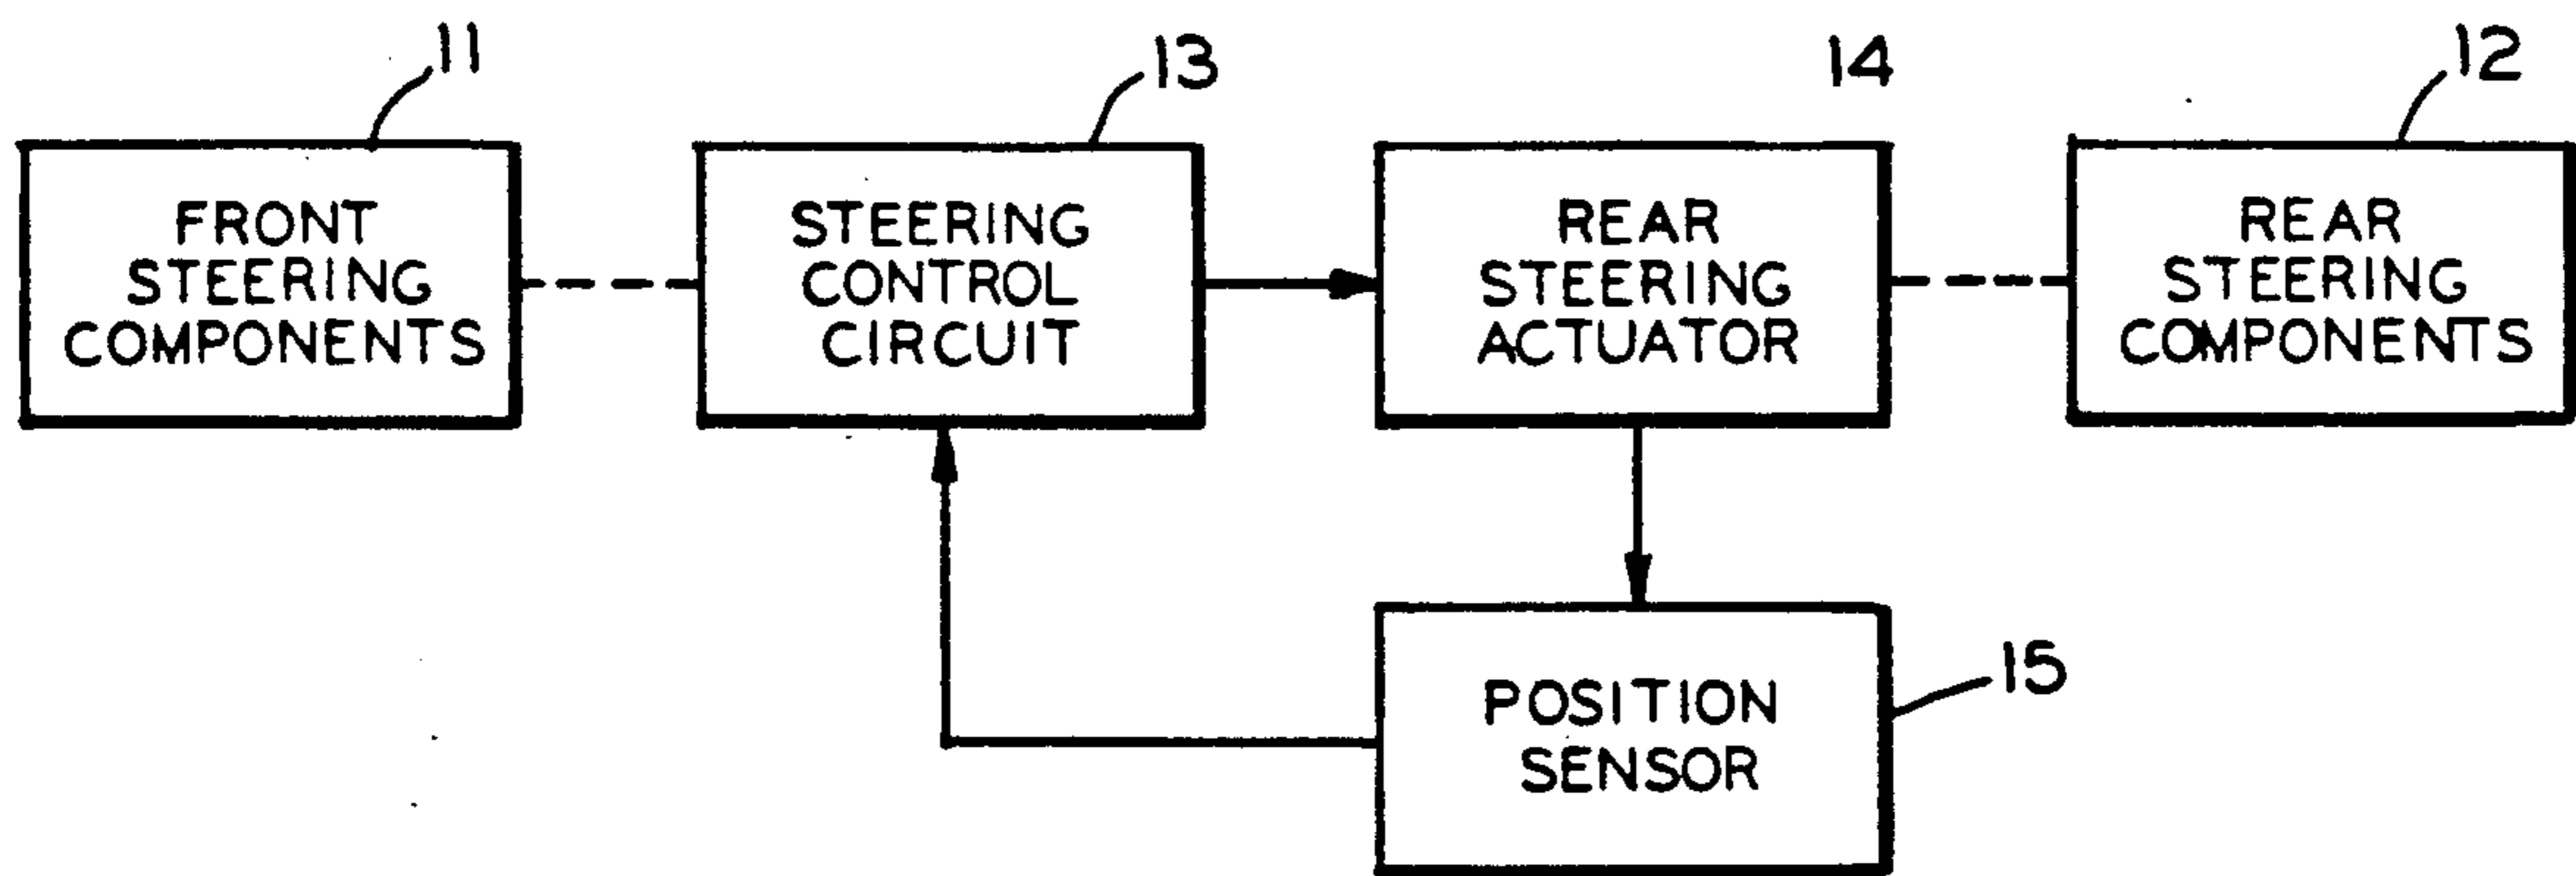 11
13
14
12
FRONT
STEERING
COMPONENTS
STEERING
CONTROL
CIRCUIT
REAR
STEERING
ACTUATOR
REAR
STEERING
COMPONENTS
15
POSITION
SENSOR